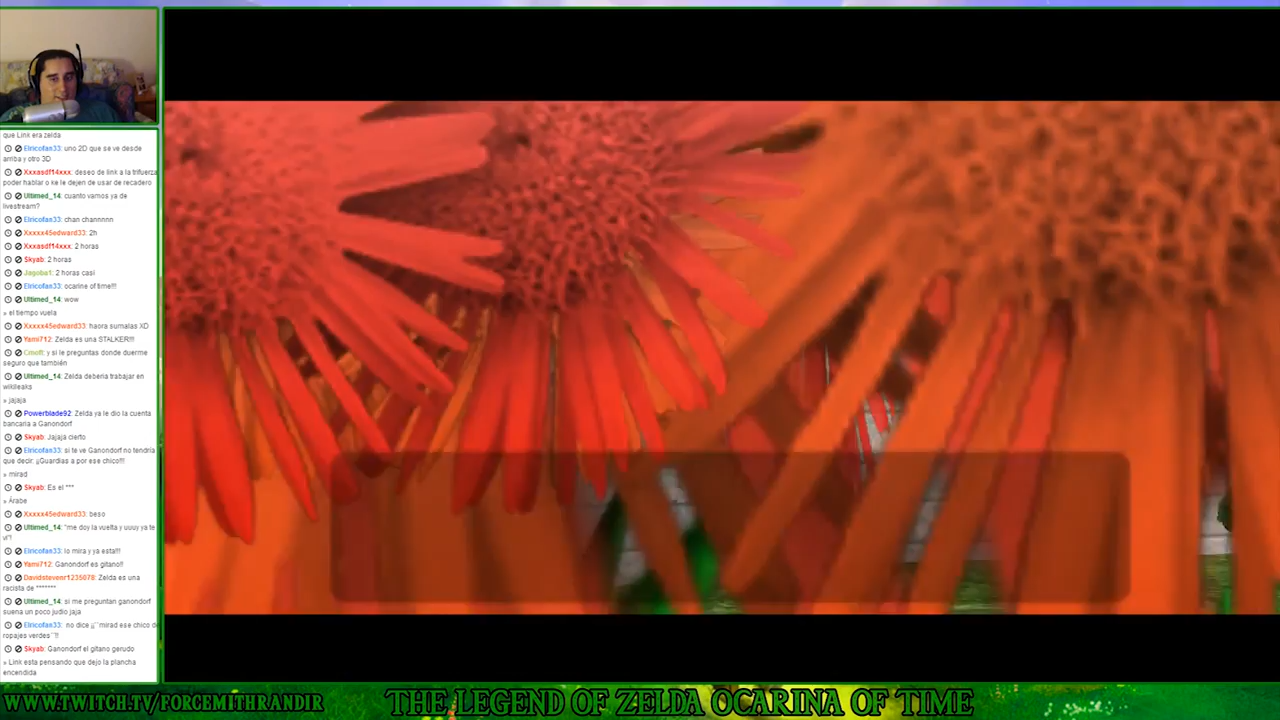 que Link era zelda
Elricofan33: uno 2D que se ve desde
arriba y otro 3D
Xxxasdf14xxx: deseo de link a la trifuerza
poder hablar o ke le dejen de usar de recadero
Ultimed_14: cuanto vamos ya de
livestream?
Elricofan33: chan channnnn
Xxxxx45edward33: 2h
Xxxasdf14xxx: 2 horas
Skyab: 2 horas
Jagoba1: 2 horas casi
Elricofan33: ocarine of time!!!
Ultimed_14: wow
» el tiempo vuela
Xxxxx45edward33: haora sumalas XD
Yami712: Zelda es una STALKER!!!
Cmoft: y si le preguntas donde duerme
seguro que también
Ultimed_14: Zelda deberia trabajar en
wikileaks
» jajaja
Powerblade92: Zelda ya le dio la cuenta
bancaria a Ganondorf
Skyab: Jajaja cierto
Elricofan33: si te ve Ganondorf no tendría
que decir: ¡¡Guardias a por ese chico!!!
» mirad
Skyab: Es el ***
» Árabe
Xxxxx45edward33: beso
Ultimed_14: "me doy la vuelta y uuuy ya te
vi"!
Elricofan33: lo mira y ya esta!!!
Yami712: Ganondorf es gitano!!
Davidstevenr1235078: Zelda es una
racista de *******
Ultimed_14: si me preguntan ganondorf
suena un poco judio jaja
Elricofan33: no dice ¡¡¨mirad ese chico de
ropajes verdes¨!!
Skyab: Ganondorf el gitano gerudo
» Link esta pensando que dejo la plancha
encendida
WWW.TWITCH.TV/FORCEMITHRANDIR
THE LEGEND OF ZELDA OCARINA OF TIME